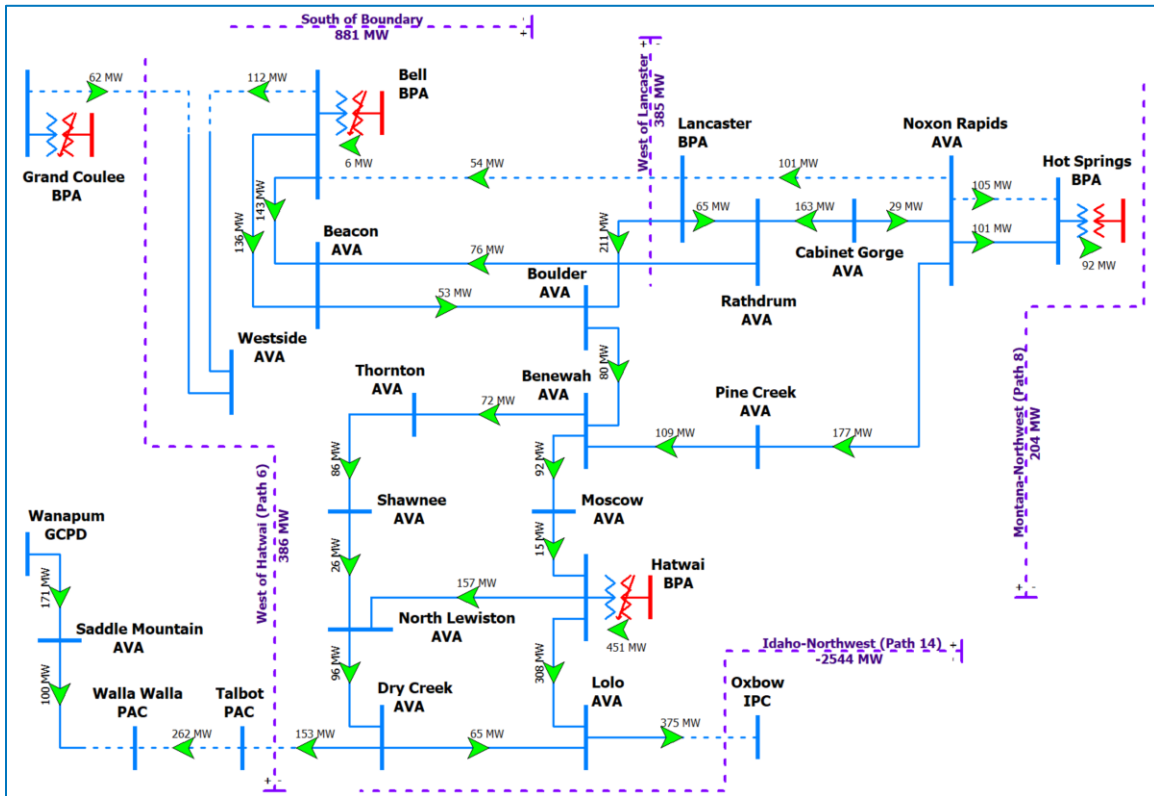 South of Boundary
881 MW
+ -
62 MW
112 MW
Bell
BPA
6 MW
Grand Coulee
BPA
143 MW
136 MW
54 MW
West of Lancaster
385 MW
+ -
Lancaster
BPA
101 MW
Noxon Rapids
AVA
Hot Springs
BPA
105 MW
101 MW
92 MW
65 MW
163 MW
29 MW
Cabinet Gorge
AVA
Beacon
AVA
76 MW
211 MW
Boulder
AVA
53 MW
Rathdrum
AVA
Westside
AVA
80 MW
Thornton
AVA
72 MW
Benewah
AVA
Pine Creek
AVA
109 MW
177 MW
Montana-Northwest (Path 8)
204 MW
+ -
86 MW
92 MW
Shawnee
AVA
Moscow
AVA
West of Hatwai (Path 6)
386 MW
+ -
Wanapum
GCPD
171 MW
26 MW
15 MW
Hatwai
BPA
157 MW
451 MW
Saddle Mountain
AVA
North Lewiston
AVA
100 MW
96 MW
308 MW
Idaho-Northwest (Path 14)
-2544 MW
+ -
Walla Walla
PAC
Talbot
PAC
Dry Creek
AVA
Lolo
AVA
Oxbow
IPC
262 MW
153 MW
65 MW
375 MW